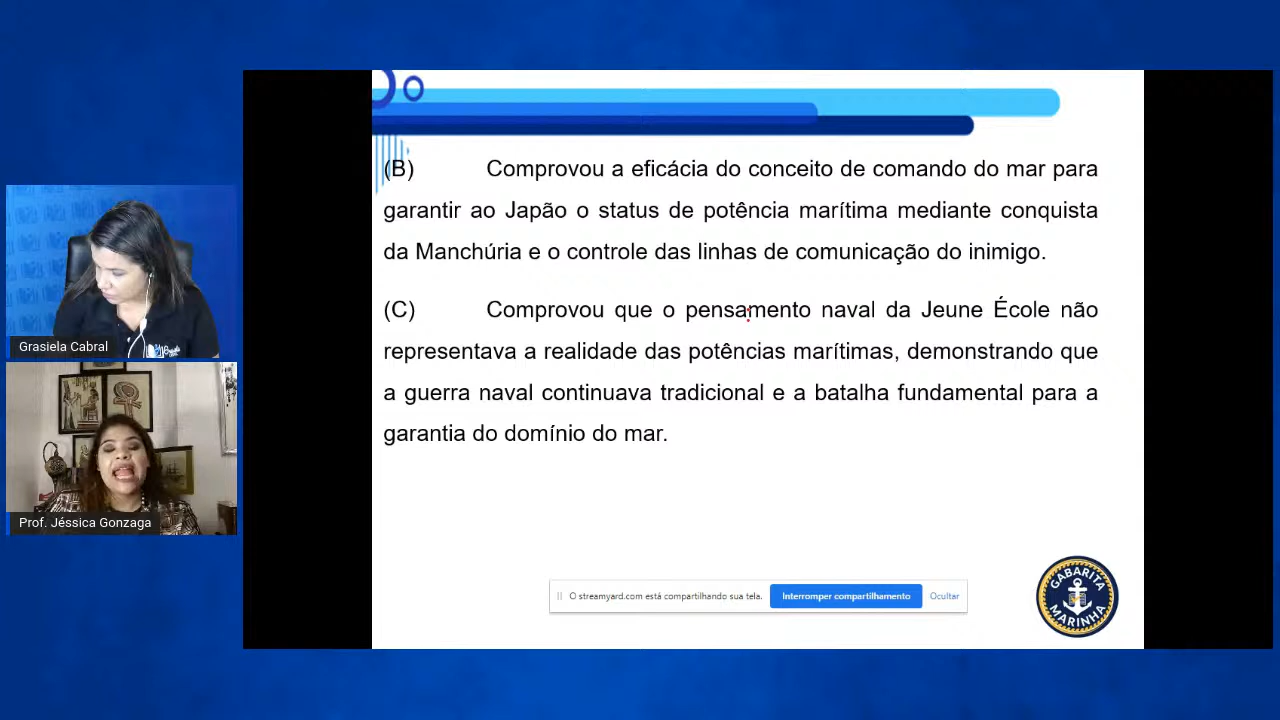 (B) Comprovou a eficácia do conceito de comando do mar para
garantir ao Japão o status de potência marítima mediante conquista
da Manchúria e o controle das linhas de comunicação do inimigo.
(C) Comprovou que o pensamento naval da Jeune École não
representava a realidade das potências marítimas, demonstrando que
a guerra naval continuava tradicional e a batalha fundamental para a
garantia do domínio do mar.
Grasiela Cabral
Prof. Jéssica Gonzaga
O streamyard.com está compartilhando sua tela. Interromper compartilhamento Ocultar
GABARITA
MARINHA